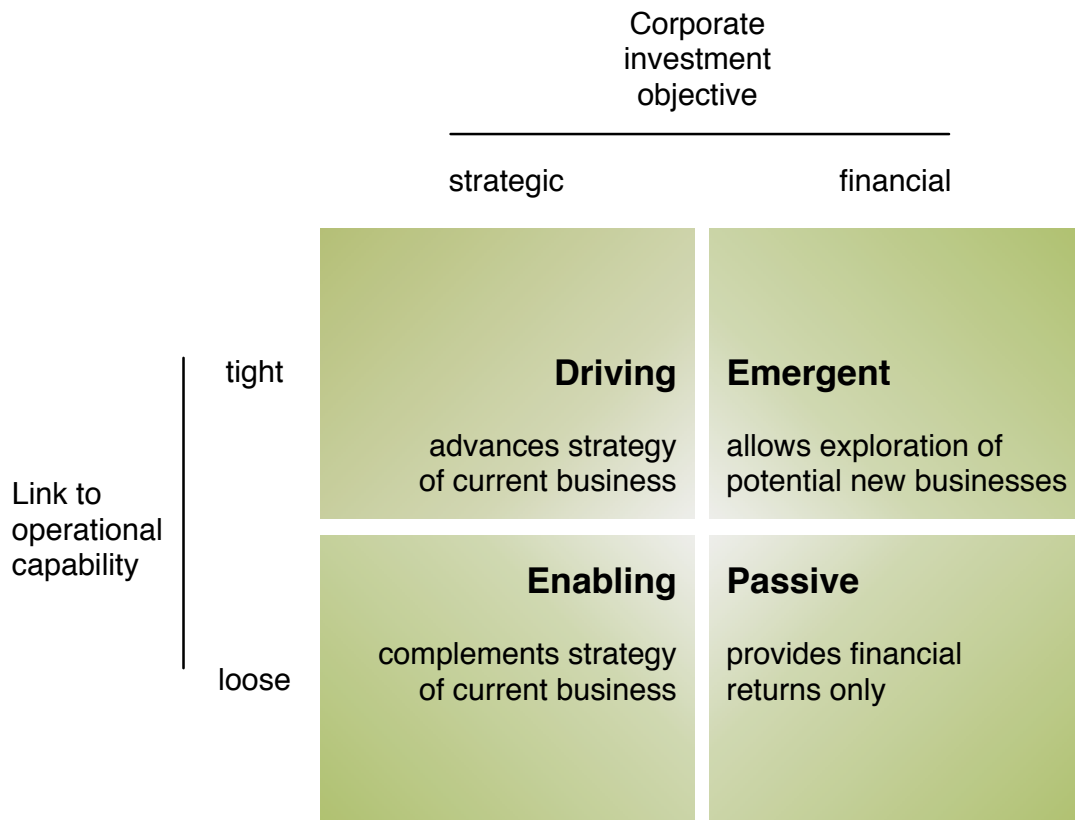 Corporate
investment
objective
strategic
financial
tight
Driving
Emergent
advances strategy
of current business
allows exploration of
potential new businesses
Link to
operational
capability
Enabling
Passive
loose
complements strategy
of current business
provides financial
returns only